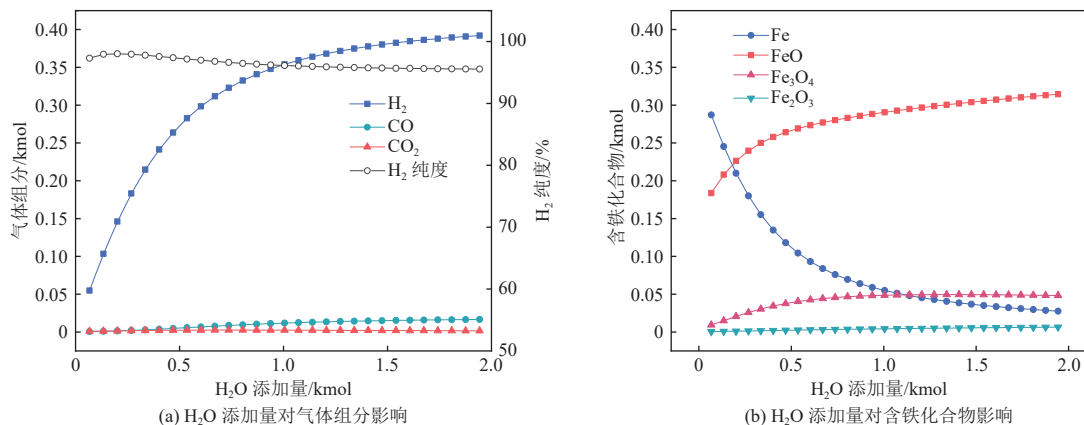 0.40
0.35
0.30
0.25
0.20
0.15
0.10
0.05
0
气体组分/kmol
H₂
CO
CO₂
H₂ 纯度
100
90
80
70
60
50
H₂ 纯度/%
0
0.5
1.0
1.5
2.0
H₂O 添加量/kmol
(a) H₂O 添加量对气体组分影响
0.40
0.35
0.30
0.25
0.20
0.15
0.10
0.05
0
含铁化合物/kmol
Fe
FeO
Fe₃O₄
Fe₂O₃
0
0.5
1.0
1.5
2.0
H₂O 添加量/kmol
(b) H₂O 添加量对含铁化合物影响